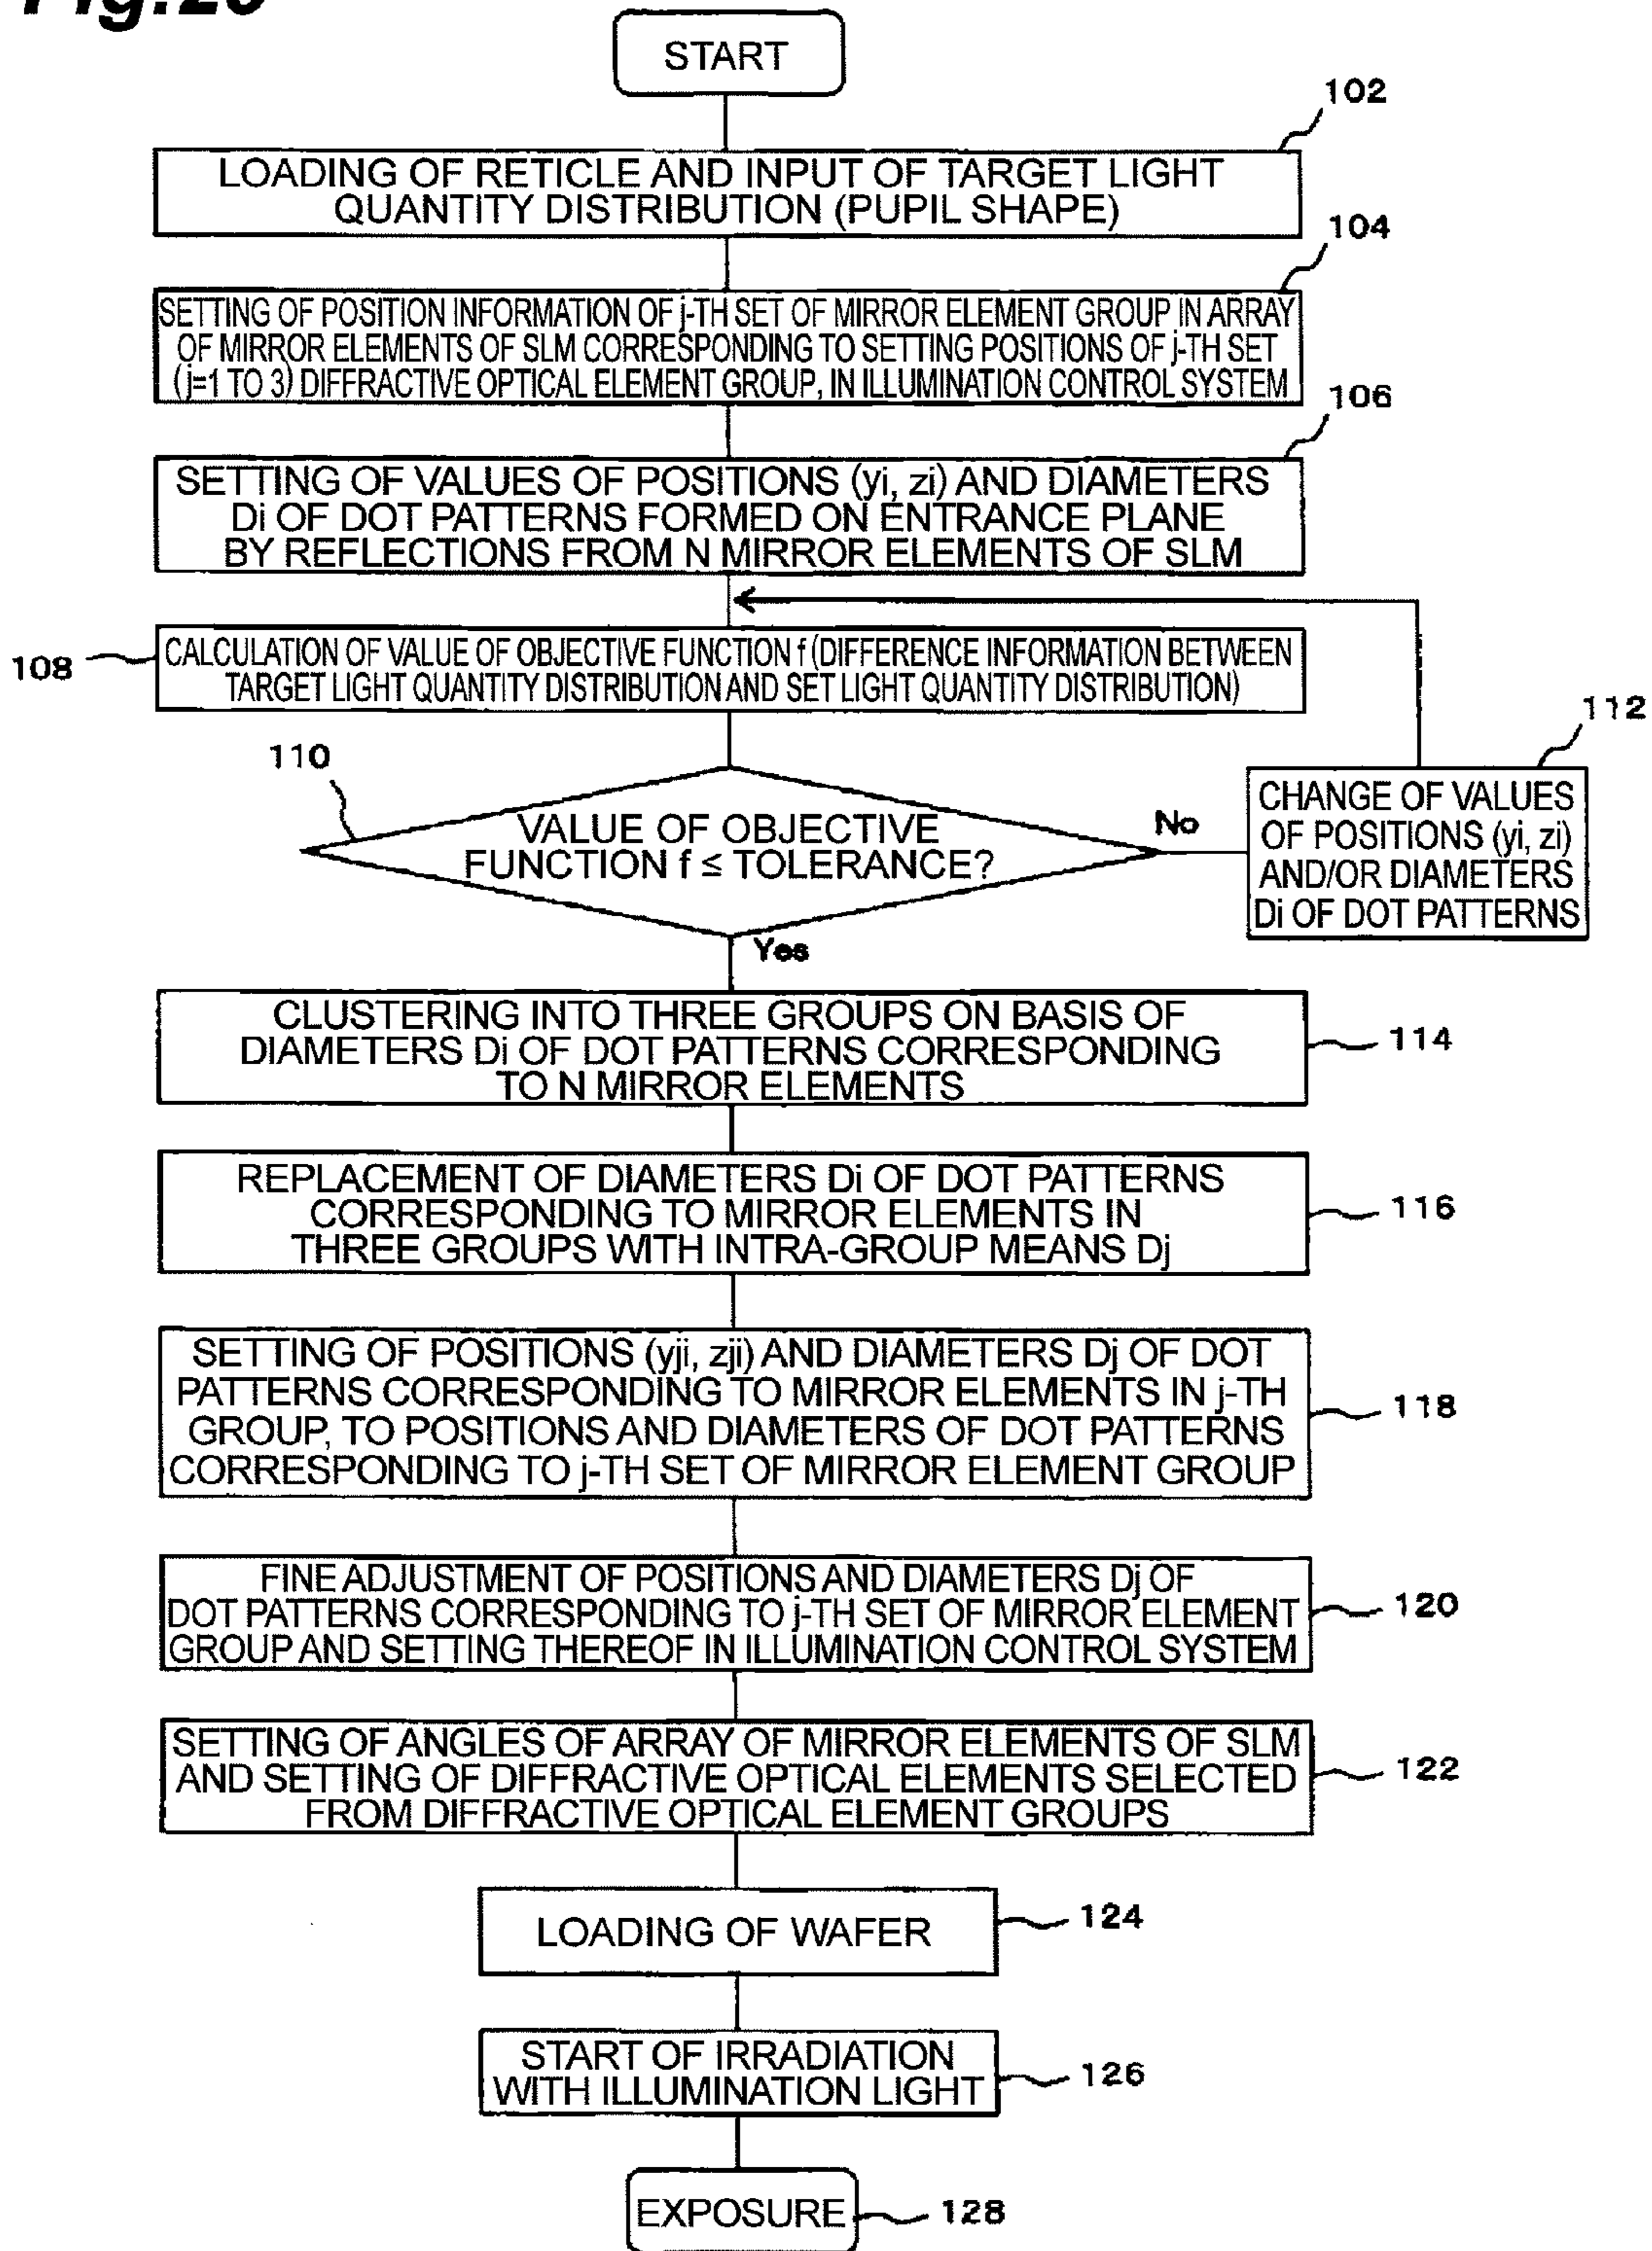 START
102
LOADING OF RETICLE AND INPUT OF TARGET LIGHT
QUANTITY DISTRIBUTION (PUPIL SHAPE)
104
SETTING OF POSITION INFORMATION OF j-TH SET OF MIRROR ELEMENT GROUP IN ARRAY
OF MIRROR ELEMENTS OF SLM CORRESPONDING TO SETTING POSITIONS OF j-TH SET
(j=1 TO 3) DIFFRACTIVE OPTICAL ELEMENT GROUP, IN ILLUMINATION CONTROL SYSTEM
106
SETTING OF VALUES OF POSITIONS (yi, zi) AND DIAMETERS
Di OF DOT PATTERNS FORMED ON ENTRANCE PLANE
BY REFLECTIONS FROM N MIRROR ELEMENTS OF SLM
108
CALCULATION OF VALUE OF OBJECTIVE FUNCTION f (DIFFERENCE INFORMATION BETWEEN
TARGET LIGHT QUANTITY DISTRIBUTION AND SET LIGHT QUANTITY DISTRIBUTION)
110
VALUE OF OBJECTIVE
FUNCTION f ≤ TOLERANCE?
No
112
CHANGE OF VALUES
OF POSITIONS (yi, zi)
AND/OR DIAMETERS
Di OF DOT PATTERNS
Yes
CLUSTERING INTO THREE GROUPS ON BASIS OF
DIAMETERS Di OF DOT PATTERNS CORRESPONDING
TO N MIRROR ELEMENTS
114
REPLACEMENT OF DIAMETERS Di OF DOT PATTERNS
CORRESPONDING TO MIRROR ELEMENTS IN
THREE GROUPS WITH INTRA-GROUP MEANS Dj
116
SETTING OF POSITIONS (yji, zji) AND DIAMETERS Dj OF DOT
PATTERNS CORRESPONDING TO MIRROR ELEMENTS IN j-TH
GROUP, TO POSITIONS AND DIAMETERS OF DOT PATTERNS
CORRESPONDING TO j-TH SET OF MIRROR ELEMENT GROUP
118
FINE ADJUSTMENT OF POSITIONS AND DIAMETERS Dj OF
DOT PATTERNS CORRESPONDING TO j-TH SET OF MIRROR ELEMENT
GROUP AND SETTING THEREOF IN ILLUMINATION CONTROL SYSTEM
120
SETTING OF ANGLES OF ARRAY OF MIRROR ELEMENTS OF SLM
AND SETTING OF DIFFRACTIVE OPTICAL ELEMENTS SELECTED
FROM DIFFRACTIVE OPTICAL ELEMENT GROUPS
122
LOADING OF WAFER
124
START OF IRRADIATION
WITH ILLUMINATION LIGHT
126
EXPOSURE
128